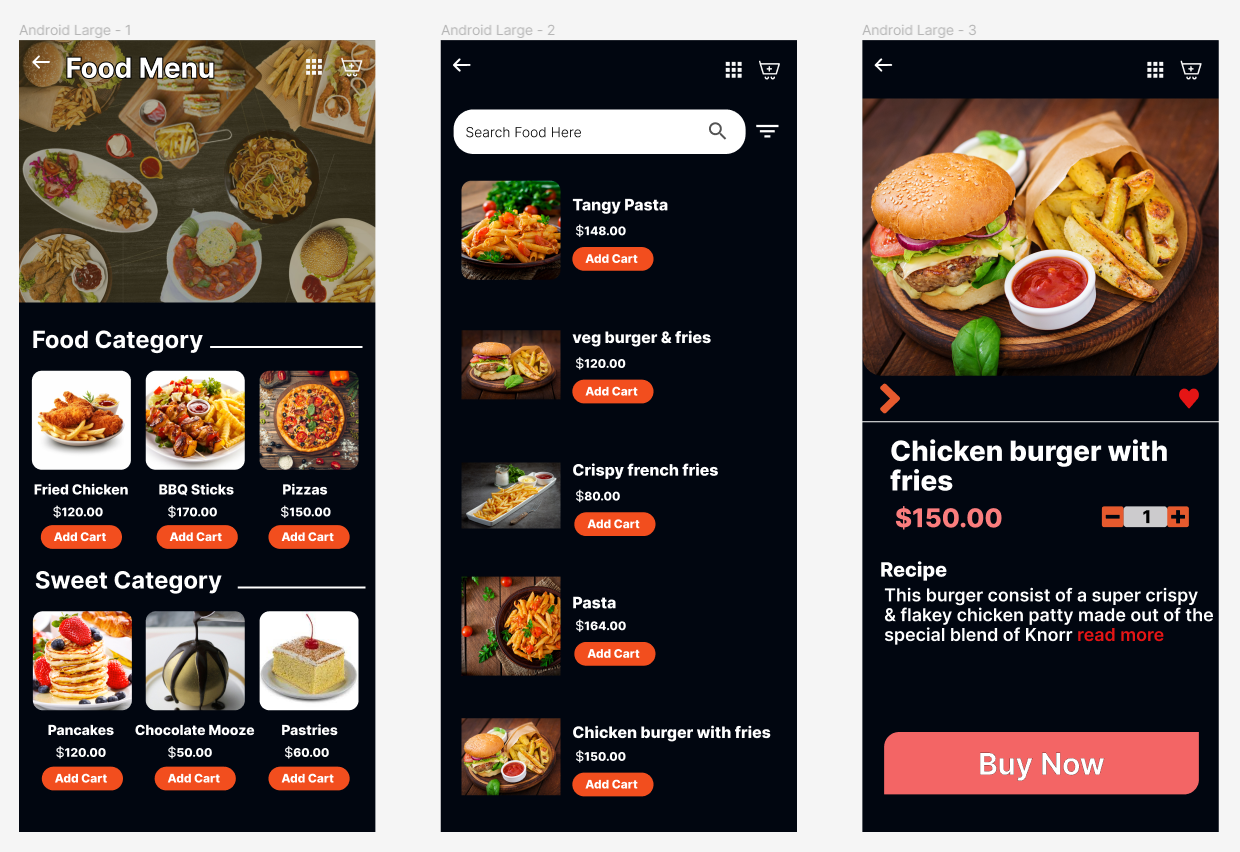 Android Large - 1
Food Menu
Food Category
Fried Chicken
$120.00
Add Cart
BBQ Sticks
$170.00
Add Cart
Pizzas
$150.00
Add Cart
Sweet Category
Pancakes
$120.00
Add Cart
Chocolate Mooze
$50.00
Add Cart
Pastries
$60.00
Add Cart
Android Large - 2
Search Food Here
Tangy Pasta
$148.00
Add Cart
veg burger & fries
$120.00
Add Cart
Crispy french fries
$80.00
Add Cart
Pasta
$164.00
Add Cart
Chicken burger with fries
$150.00
Add Cart
Android Large - 3
Chicken burger with
fries
$150.00
1
Recipe
This burger consist of a super crispy
& flakey chicken patty made out of the
special blend of Knorr read more
Buy Now